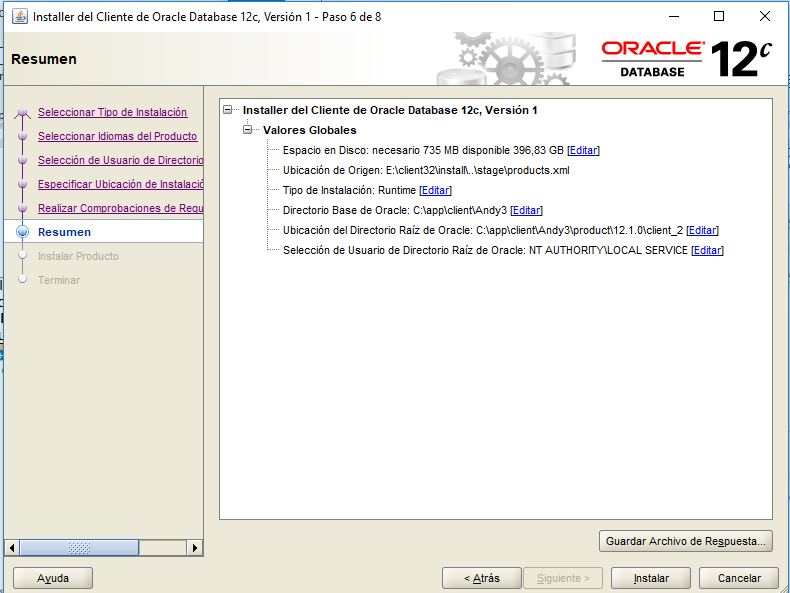 Installer del Cliente de Oracle Database 12c, Versión 1 - Paso 6 de 8
Resumen
ORACLE
DATABASE
12c
Seleccionar Tipo de Instalación
Seleccionar Idiomas del Producto
Selección de Usuario de Directorio
Especificar Ubicación de Instalació
Realizar Comprobaciones de Requ
Resumen
Instalar Producto
Terminar
Installer del Cliente de Oracle Database 12c, Versión 1
Valores Globales
Espacio en Disco: necesario 735 MB disponible 396,83 GB [Editar]
Ubicación de Origen: E:\client32\install\..\stage\products.xml
Tipo de Instalación: Runtime [Editar]
Directorio Base de Oracle: C:\app\client\Andy3 [Editar]
Ubicación del Directorio Raíz de Oracle: C:\app\client\Andy3\product\12.1.0\client_2 [Editar]
Selección de Usuario de Directorio Raíz de Oracle: NT AUTHORITY\LOCAL SERVICE [Editar]
Guardar Archivo de Respuesta...
Ayuda
< Atrás
Siguiente >
Instalar
Cancelar